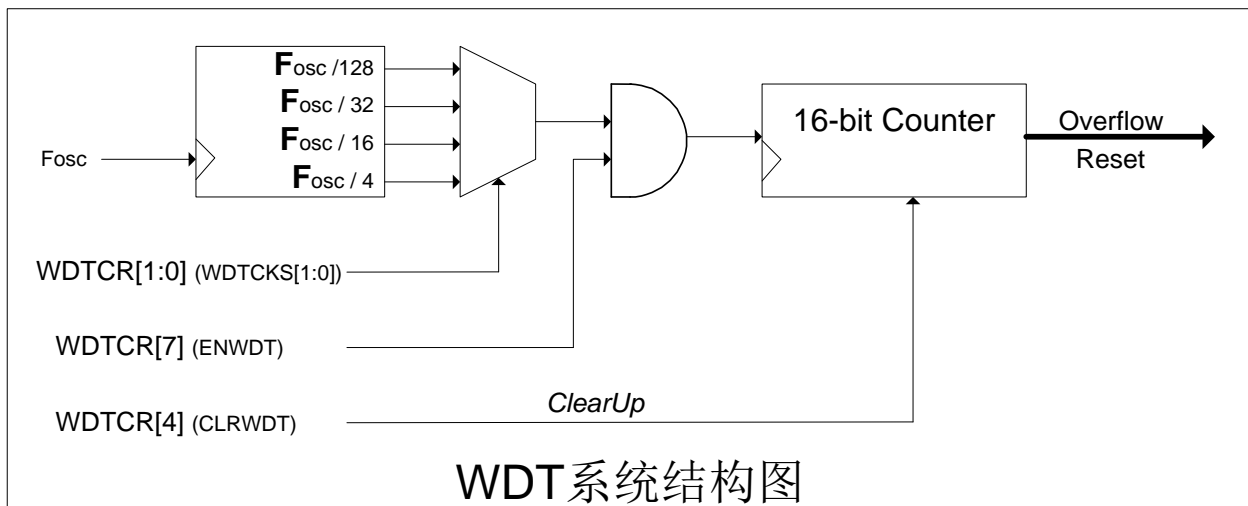 Fosc /128
Fosc / 32
Fosc / 16
Fosc / 4
Fosc
16-bit Counter
Overflow
Reset
WDTCR[1:0] (WDTCKS[1:0])
WDTCR[7] (ENWDT)
WDTCR[4] (CLRWDT)
ClearUp
WDT系统结构图